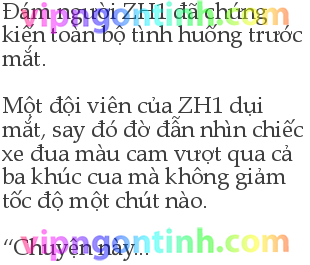 Đám người ZH1 đã chứng
kiến toàn bộ tình huống trước
mắt.
Một đội viên của ZH1 dụi
mắt, say đó đờ đẫn nhìn chiếc
xe đua màu cam vượt qua cả
ba khúc cua mà không giảm
tốc độ một chút nào.
vipngontinh.com
“Chuyện này...